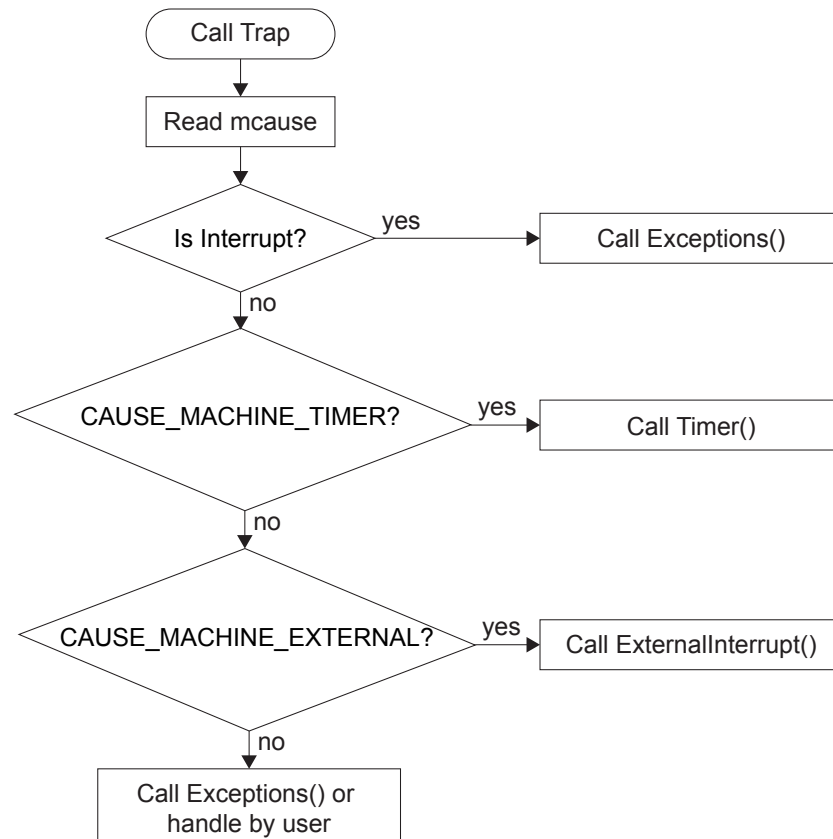 Call Trap
Read mcause
Is Interrupt?
yes
Call Exceptions()
no
CAUSE_MACHINE_TIMER?
yes
Call Timer()
no
CAUSE_MACHINE_EXTERNAL?
yes
Call ExternalInterrupt()
no
Call Exceptions() or
handle by user